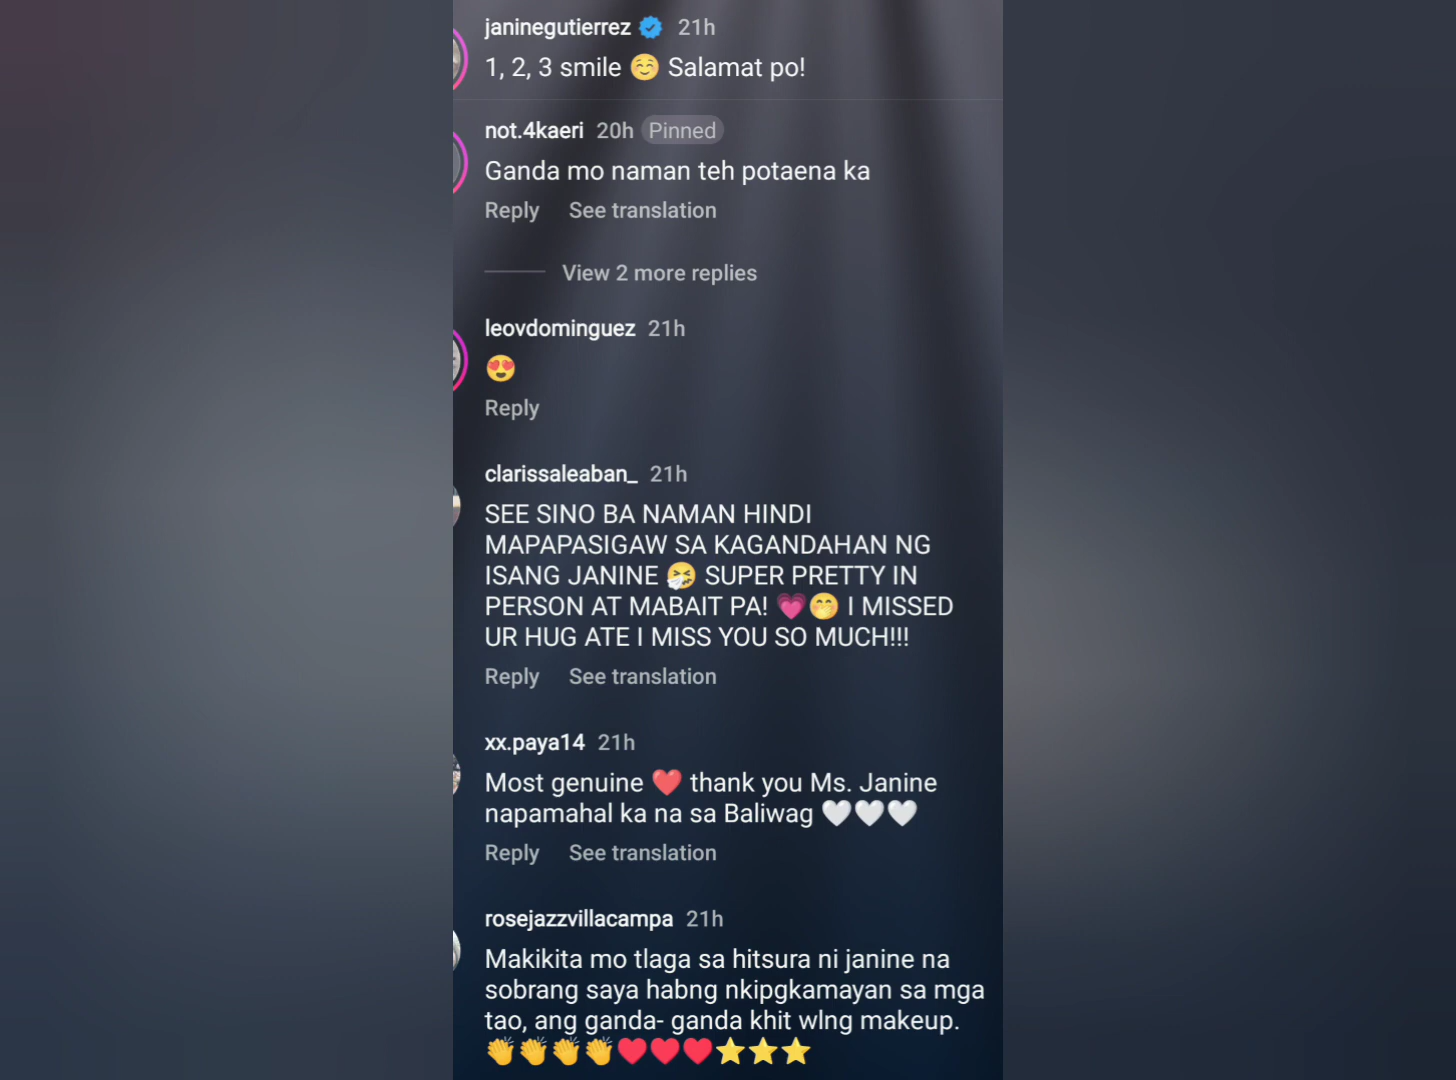 janinegutierrez 21h
1, 2, 3 smile ☺️ Salamat po!
not.4kaeri 20h Pinned
Ganda mo naman teh potaena ka
Reply See translation
View 2 more replies
leovdominguez 21h
😍
Reply
clarissaleaban_ 21h
SEE SINO BA NAMAN HINDI
MAPAPASIGAW SA KAGANDAHAN NG
ISANG JANINE 🤧 SUPER PRETTY IN
PERSON AT MABAIT PA! 💗🤭 I MISSED
UR HUG ATE I MISS YOU SO MUCH!!!
Reply See translation
xx.paya14 21h
Most genuine ❤️ thank you Ms. Janine
napamahal ka na sa Baliwag 🤍🤍🤍
Reply See translation
rosejazzvillacampa 21h
Makikita mo tlaga sa hitsura ni janine na
sobrang saya habng nkipgkamayan sa mga
tao, ang ganda- ganda khit wlng makeup.
👏👏👏👏❤️❤️❤️⭐⭐⭐